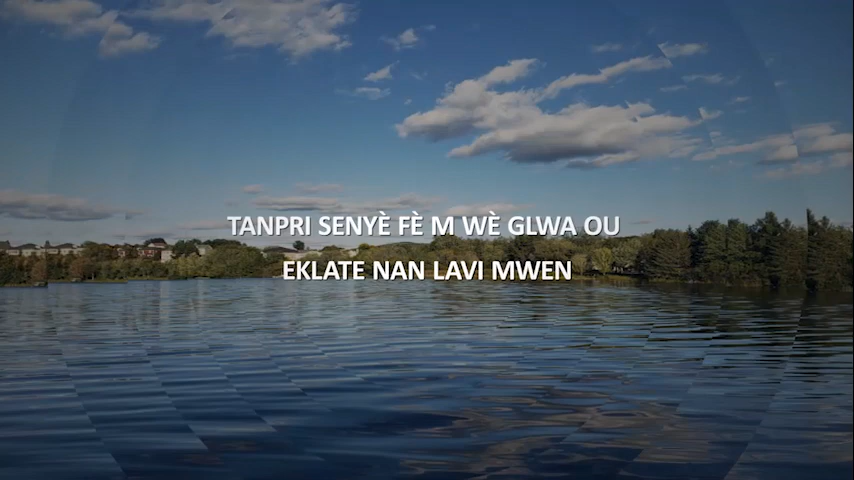 TANPRI SENYÈ FÈ M WÈ GLWA OU
EKLATE NAN LAVI MWEN